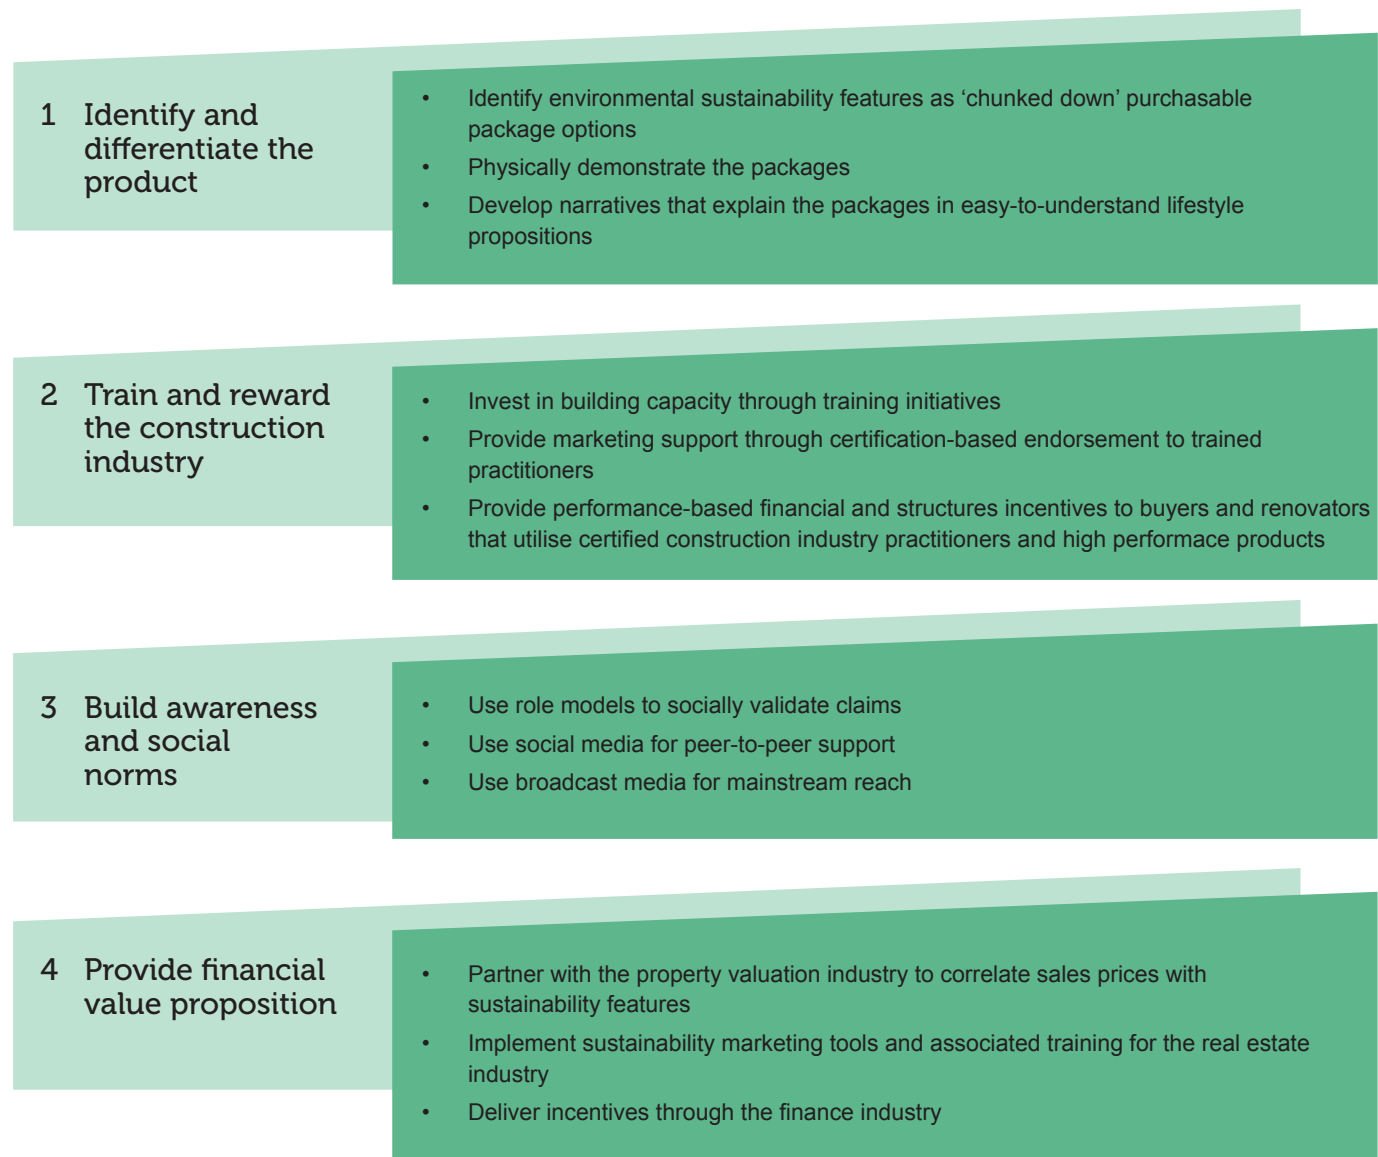 1 Identify and
differentiate the
product
• Identify environmental sustainability features as ‘chunked down’ purchasable
package options
• Physically demonstrate the packages
• Develop narratives that explain the packages in easy-to-understand lifestyle
propositions
2 Train and reward
the construction
industry
• Invest in building capacity through training initiatives
• Provide marketing support through certification-based endorsement to trained
practitioners
• Provide performance-based financial and structures incentives to buyers and renovators
that utilise certified construction industry practitioners and high performace products
3 Build awareness
and social
norms
• Use role models to socially validate claims
• Use social media for peer-to-peer support
• Use broadcast media for mainstream reach
4 Provide financial
value proposition
• Partner with the property valuation industry to correlate sales prices with
sustainability features
• Implement sustainability marketing tools and associated training for the real estate
industry
• Deliver incentives through the finance industry